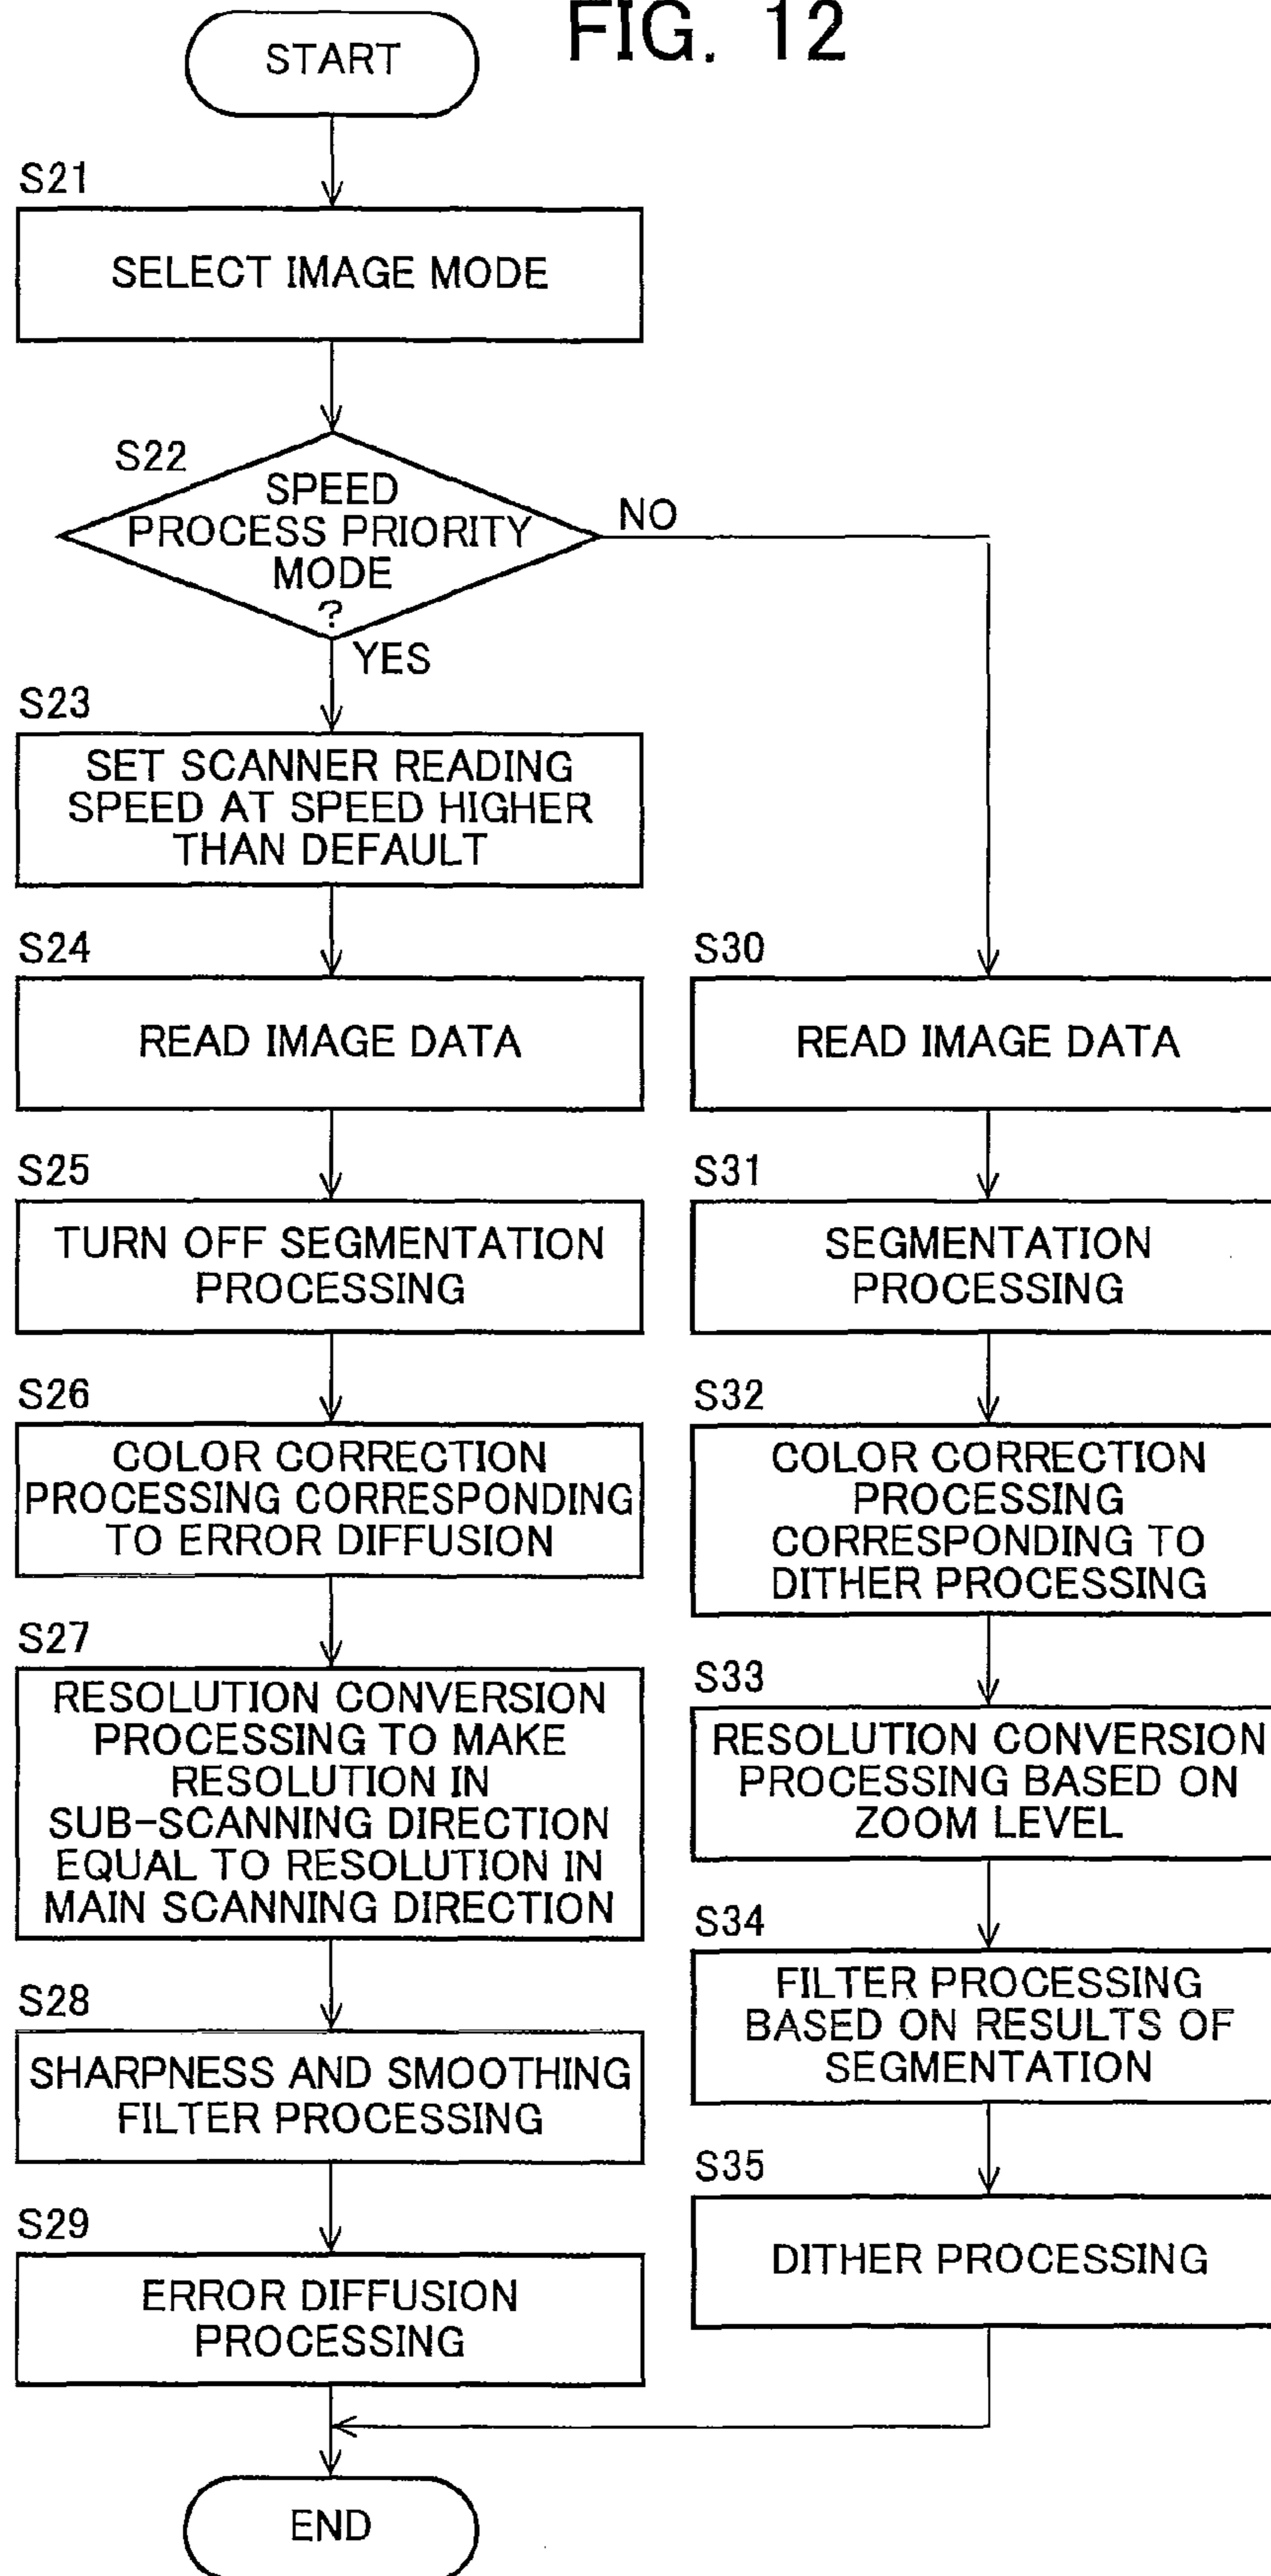 FIG. 12
START
S21
SELECT IMAGE MODE
S22
SPEED
PROCESS PRIORITY
MODE
?
NO
YES
S23
SET SCANNER READING
SPEED AT SPEED HIGHER
THAN DEFAULT
S24
READ IMAGE DATA
S25
TURN OFF SEGMENTATION
PROCESSING
S26
COLOR CORRECTION
PROCESSING CORRESPONDING
TO ERROR DIFFUSION
S27
RESOLUTION CONVERSION
PROCESSING TO MAKE
RESOLUTION IN
SUB-SCANNING DIRECTION
EQUAL TO RESOLUTION IN
MAIN SCANNING DIRECTION
S28
SHARPNESS AND SMOOTHING
FILTER PROCESSING
S29
ERROR DIFFUSION
PROCESSING
S30
READ IMAGE DATA
S31
SEGMENTATION
PROCESSING
S32
COLOR CORRECTION
PROCESSING
CORRESPONDING TO
DITHER PROCESSING
S33
RESOLUTION CONVERSION
PROCESSING BASED ON
ZOOM LEVEL
S34
FILTER PROCESSING
BASED ON RESULTS OF
SEGMENTATION
S35
DITHER PROCESSING
END